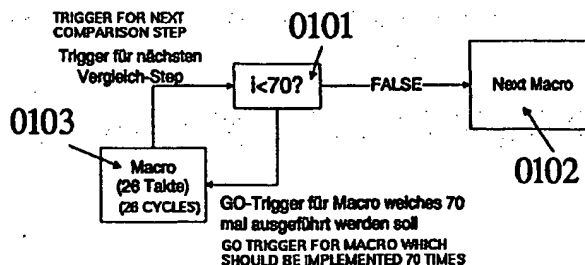 TRIGGER FOR NEXT
COMPARISON STEP
Trigger für nächsten
Vergleich-Step
0101
i<70?
FALSE
Next Macro
0102
0103
Macro
(26 Takte)
(26 CYCLES)
GO-Trigger für Macro welches 70
mal ausgeführt werden soll
GO TRIGGER FOR MACRO WHICH
SHOULD BE IMPLEMENTED 70 TIMES